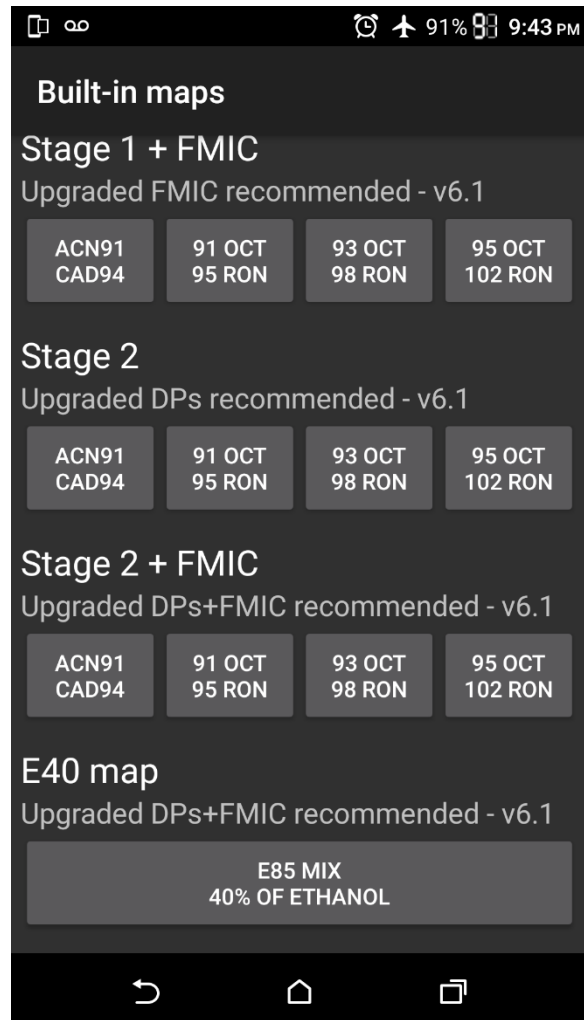 91% 9:43 PM
Built-in maps
Stage 1 + FMIC
Upgraded FMIC recommended - v6.1
ACN91 91 OCT 93 OCT 95 OCT
CAD94 95 RON 98 RON 102 RON
Stage 2
Upgraded DPs recommended - v6.1
ACN91 91 OCT 93 OCT 95 OCT
CAD94 95 RON 98 RON 102 RON
Stage 2 + FMIC
Upgraded DPs+FMIC recommended - v6.1
ACN91 91 OCT 93 OCT 95 OCT
CAD94 95 RON 98 RON 102 RON
E40 map
Upgraded DPs+FMIC recommended - v6.1
E85 MIX
40% OF ETHANOL